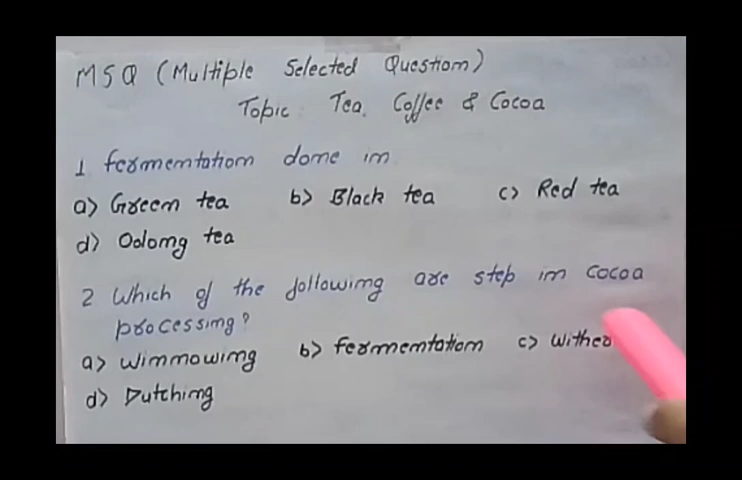 MSQ (Multiple Selected Question)
Topic: Tea, Coffee & Cocoa
1 fermentation done in
a) Green tea b) Black tea c) Red tea
d) Oolong tea
2 Which of the following are step in cocoa
processing?
a) Winnowing b) fermentation c)
d) Dutching